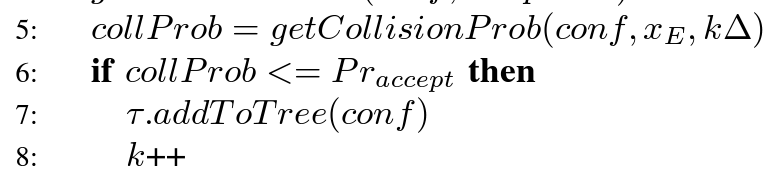 5: collProb = getCollisionProb(conf, x_E, kΔ)
6: if collProb <= Pr_accept then
7: τ.addToTree(conf)
8: k++